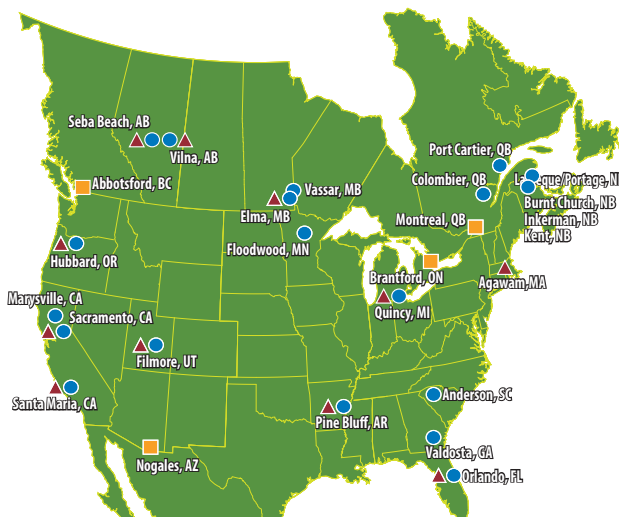 Seba Beach, AB
Vilna, AB
Port Cartier, QB
Colombier, QB
Burnt Church, NB
Inkerman, NB
Kent, NB
Abbotsford, BC
Vassar, MB
Elma, MB
Montreal, QB
Floodwood, MN
Hubbard, OR
Brantford, ON
Agawam, MA
Quincy, MI
Marysville, CA
Sacramento, CA
Filmore, UT
Santa Maria, CA
Anderson, SC
Pine Bluff, AR
Valdosta, GA
Nogales, AZ
Orlando, FL